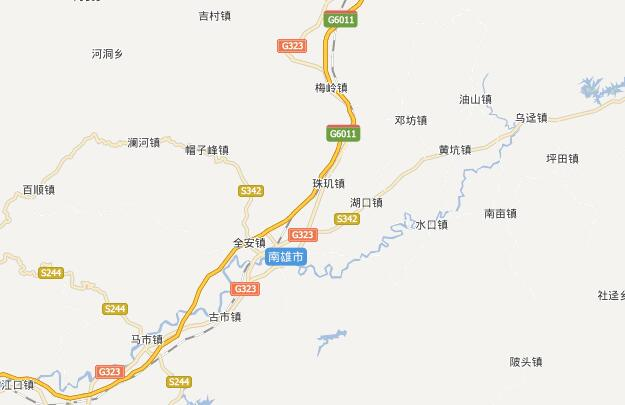 吉村镇
G6011
G323
河洞乡
梅岭镇
油山镇
邓坊镇
乌迳镇
G6011
澜河镇
帽子峰镇
黄坑镇
坪田镇
珠玑镇
百顺镇
S342
湖口镇
南亩镇
S342
水口镇
G323
全安镇
南雄市
S244
G323
社迳乡
S244
古市镇
马市镇
陂头镇
G323
S244
江口镇